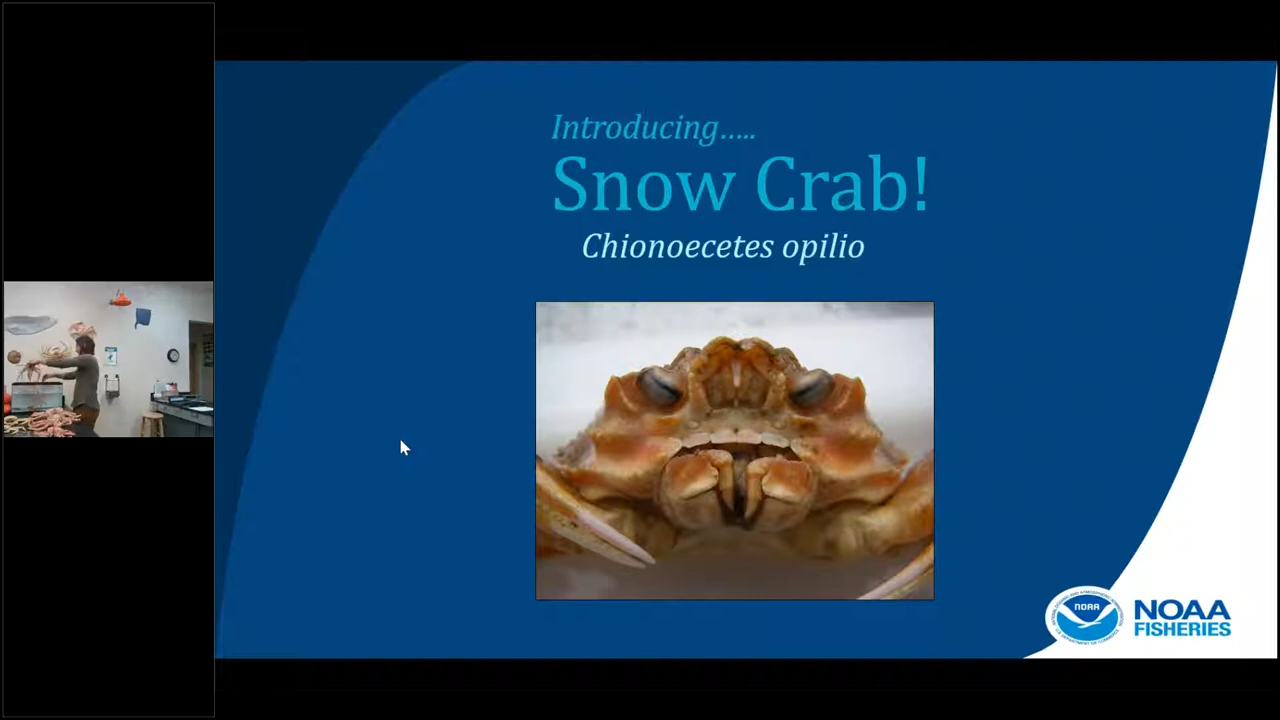 Introducing…..
Snow Crab!
Chionoecetes opilio
NOAA
NOAA
FISHERIES